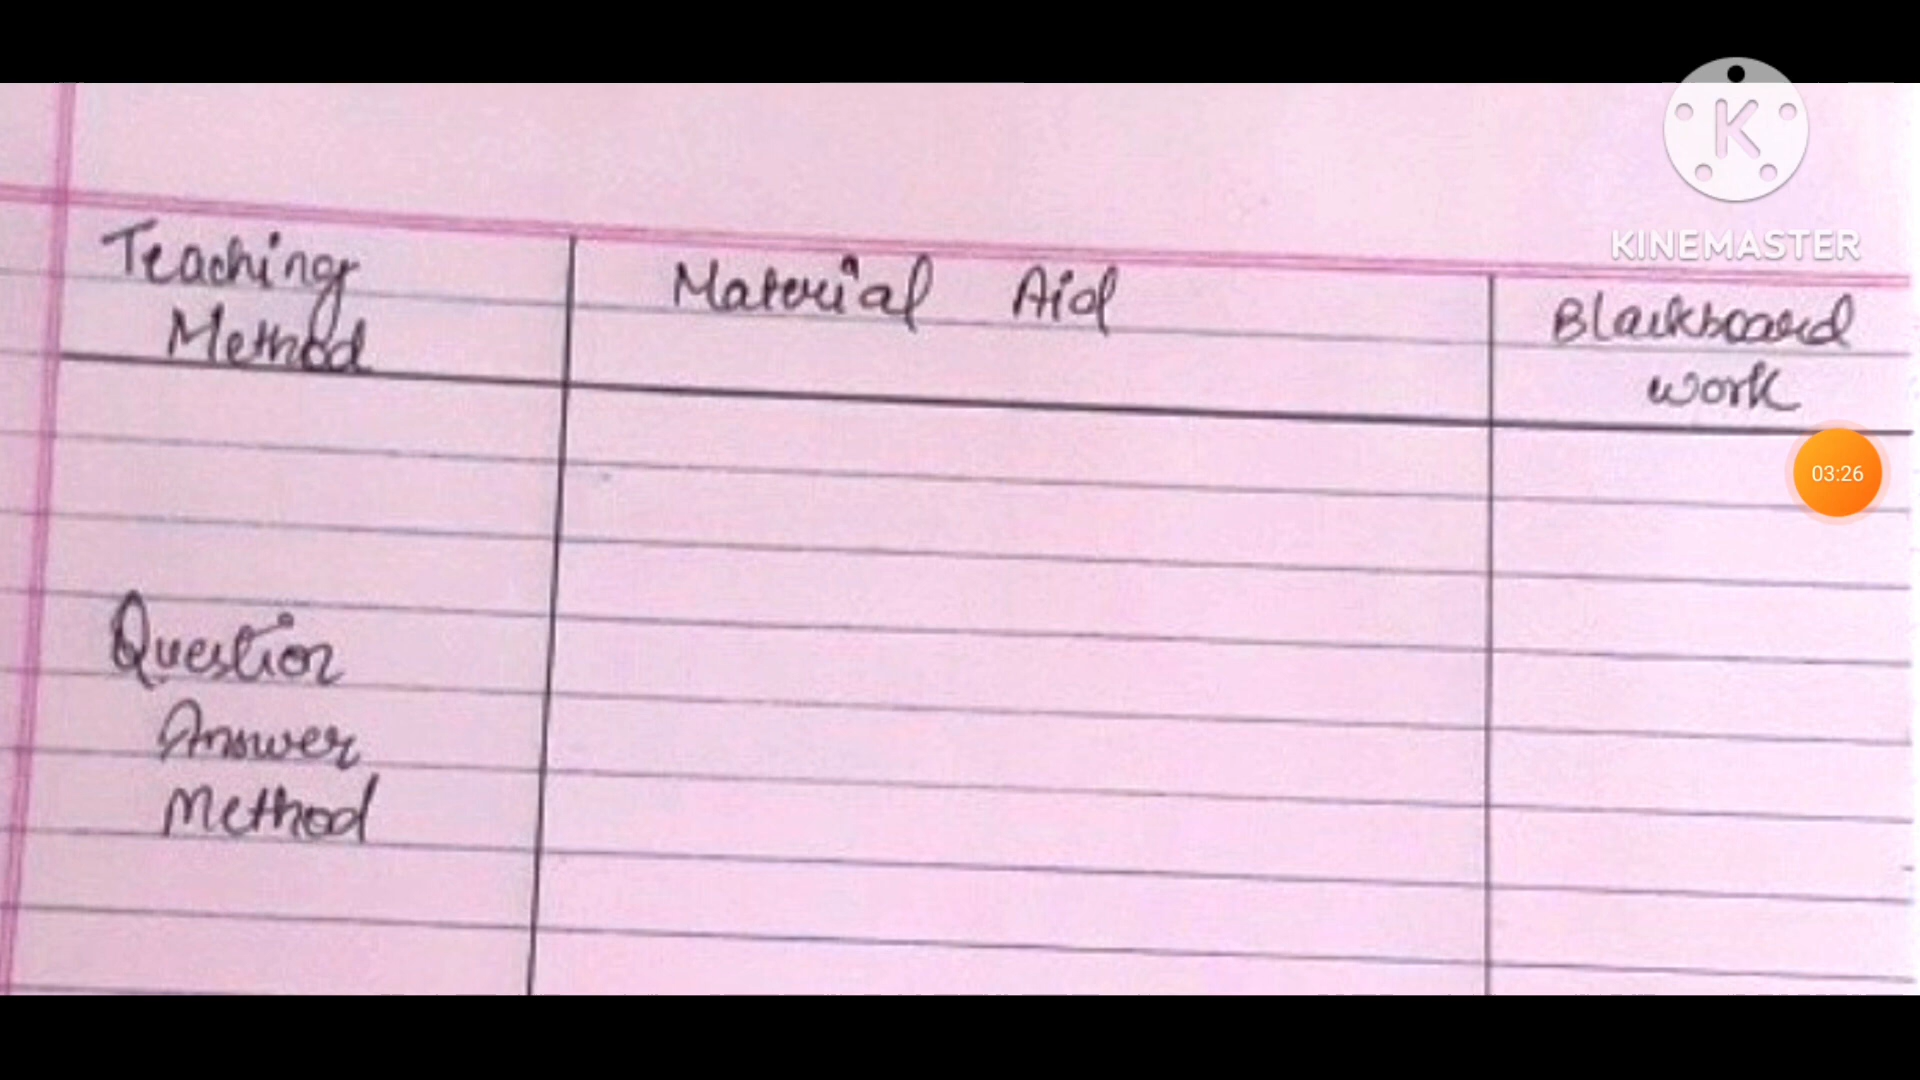 Teaching Method
Material Aid
Blackboard work
Question
Answer
Method
K
KINEMASTER
03:26